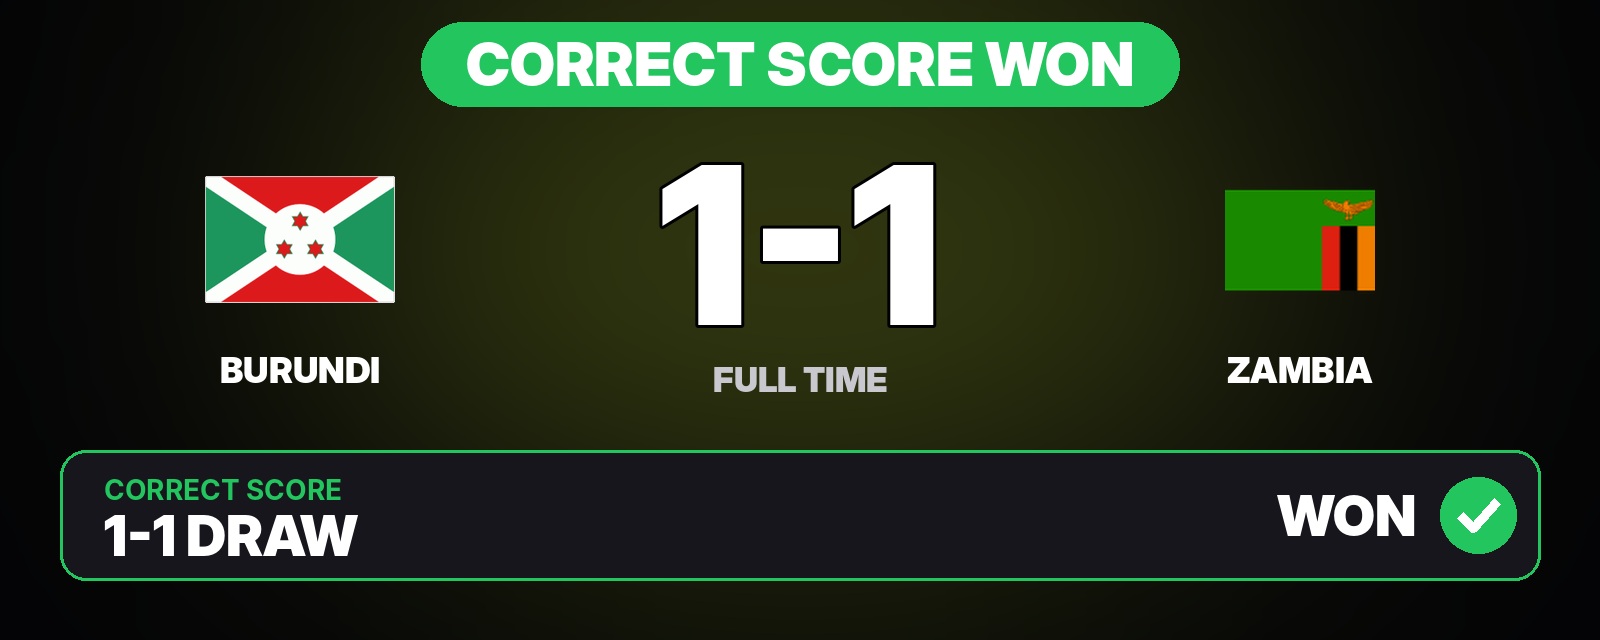 CORRECT SCORE WON
1-1
BURUNDI
FULL TIME
ZAMBIA
CORRECT SCORE
1-1 DRAW
WON